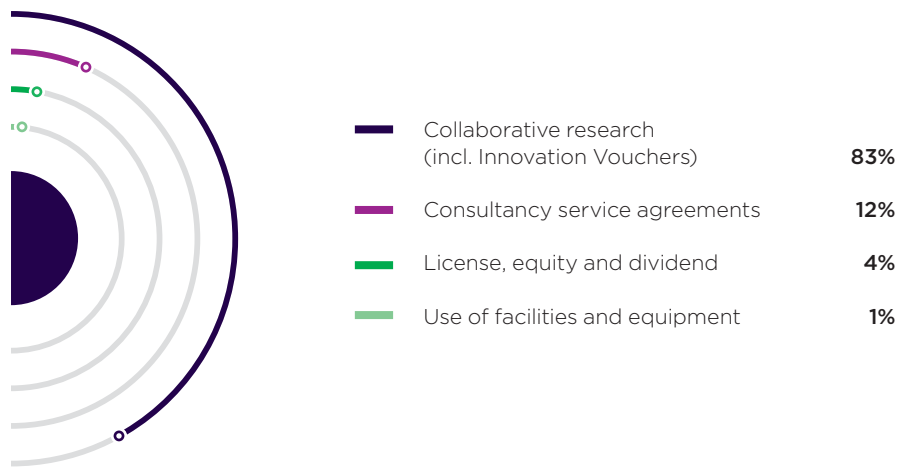 Collaborative research
(incl. Innovation Vouchers) 83%
Consultancy service agreements 12%
License, equity and dividend 4%
Use of facilities and equipment 1%